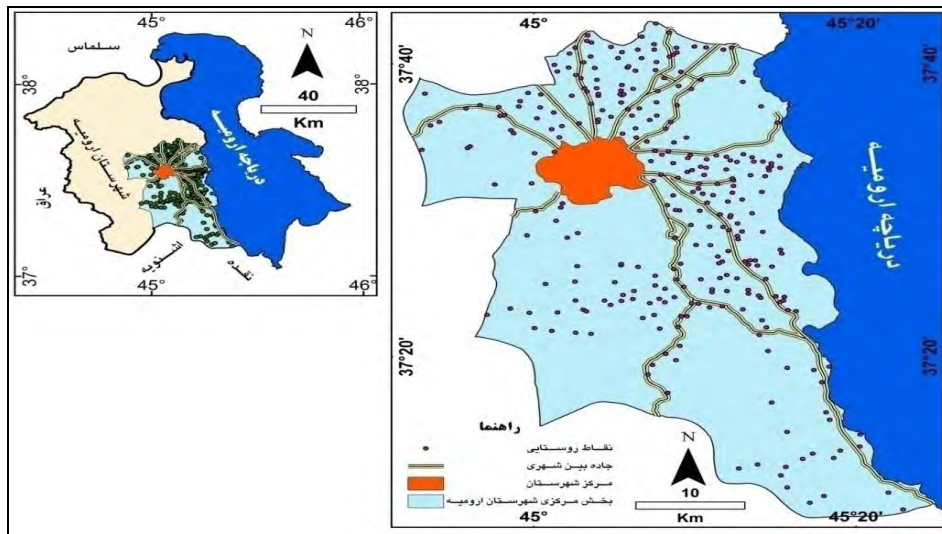 45°
46°
سلماس
N
38°
38°
40
Km
دریاچه ارومیه
شهرستان ارومیه
عراق
اشنویه
نقده
37°
37°
45°
46°
45°
45°20'
37°40'
37°40'
دریاچه ارومیه
37°20'
37°20'
راهنما
نقاط روستایی
جاده بین شهری
مرکز شهرستان
بخش مرکزی شهرستان ارومیه
N
10
Km
45°
45°20'